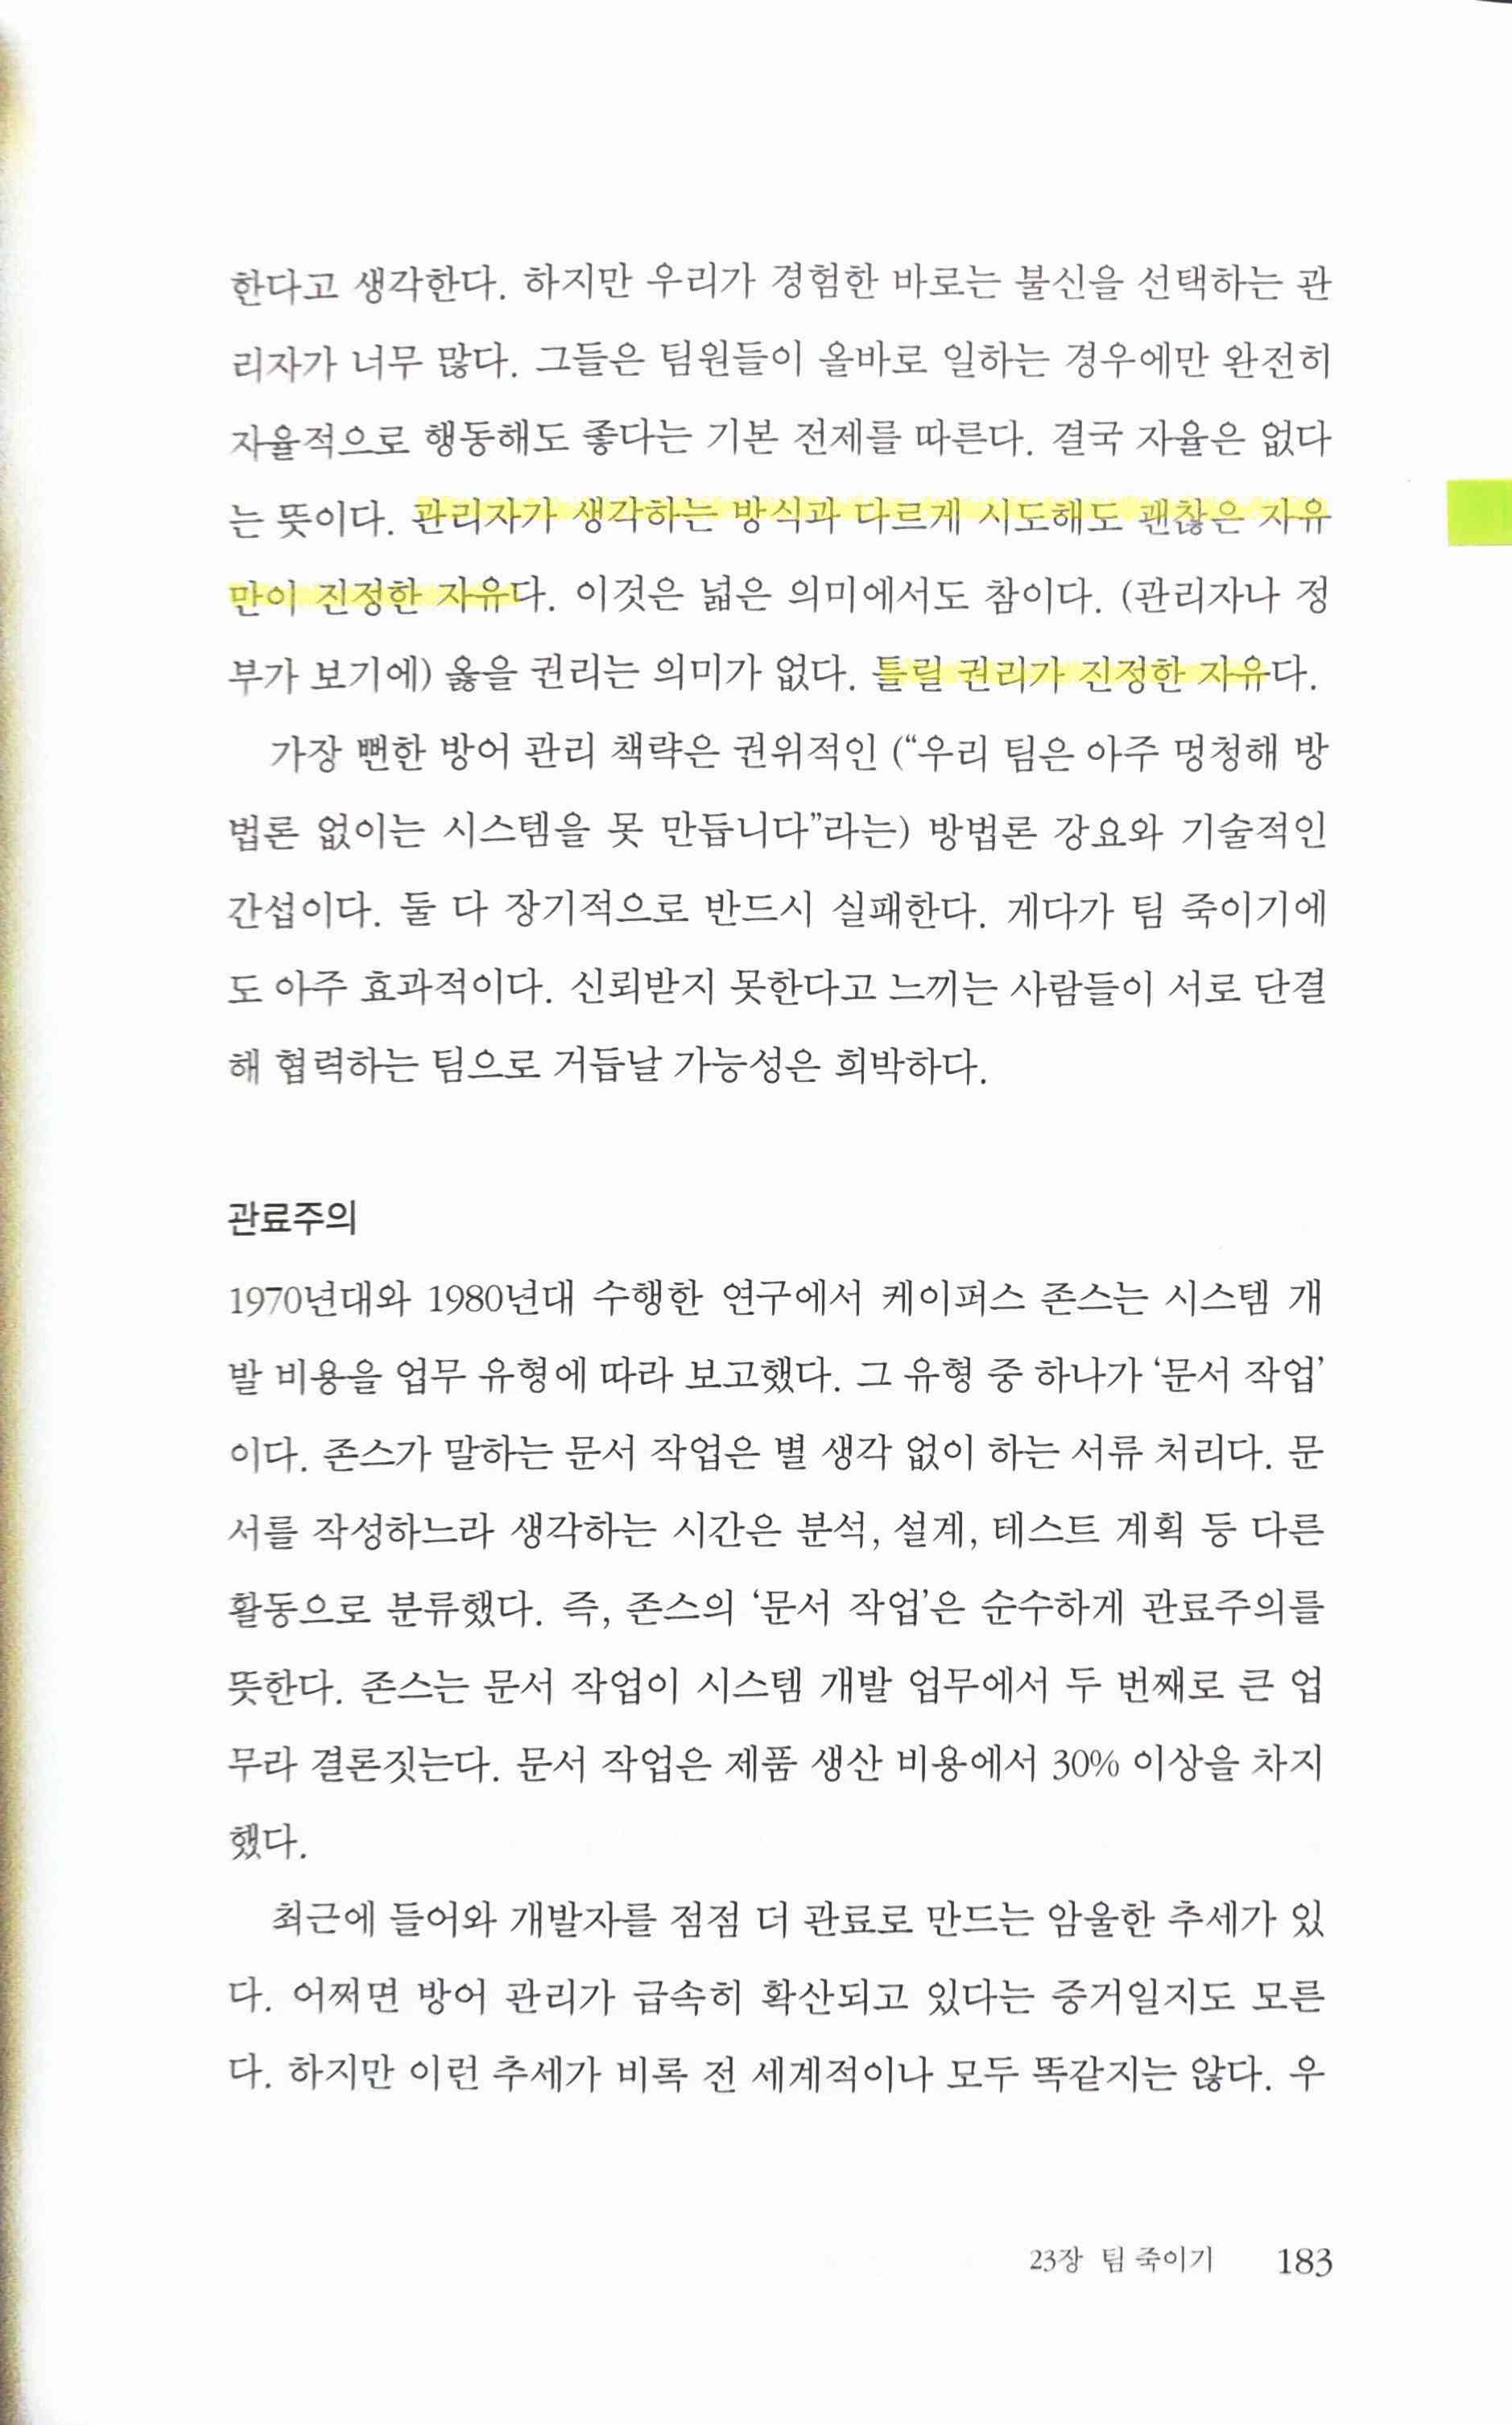 한다고 생각한다. 하지만 우리가 경험한 바로는 불신을 선택하는 관
리자가 너무 많다. 그들은 팀원들이 올바로 일하는 경우에만 완전히
자율적으로 행동해도 좋다는 기본 전제를 따른다. 결국 자율은 없다
는 뜻이다. 관리자가 생각하는 방식과 다르게 시도해도 괜찮은 자유
만이 진정한 자유다. 이것은 넓은 의미에서도 참이다. (관리자나 정
부가 보기에) 옳을 권리는 의미가 없다. 틀릴 권리가 진정한 자유다.
가장 뻔한 방어 관리 책략은 권위적인 (“우리 팀은 아주 멍청해 방
법론 없이는 시스템을 못 만듭니다”라는) 방법론 강요와 기술적인
간섭이다. 둘 다 장기적으로 반드시 실패한다. 게다가 팀 죽이기에
도 아주 효과적이다. 신뢰받지 못한다고 느끼는 사람들이 서로 단결
해 협력하는 팀으로 거듭날 가능성은 희박하다.
관료주의
1970년대와 1980년대 수행한 연구에서 케이퍼스 존스는 시스템 개
발 비용을 업무 유형에 따라 보고했다. 그 유형 중 하나가 ‘문서 작업’
이다. 존스가 말하는 문서 작업은 별 생각 없이 하는 서류 처리다. 문
서를 작성하느라 생각하는 시간은 분석, 설계, 테스트 계획 등 다른
활동으로 분류했다. 즉, 존스의 ‘문서 작업’은 순수하게 관료주의를
뜻한다. 존스는 문서 작업이 시스템 개발 업무에서 두 번째로 큰 업
무라 결론짓는다. 문서 작업은 제품 생산 비용에서 30% 이상을 차지
했다.
최근에 들어와 개발자를 점점 더 관료로 만드는 암울한 추세가 있
다. 어쩌면 방어 관리가 급속히 확산되고 있다는 증거일지도 모른
다. 하지만 이런 추세가 비록 전 세계적이나 모두 똑같지는 않다. 우
23장 팀 죽이기 183